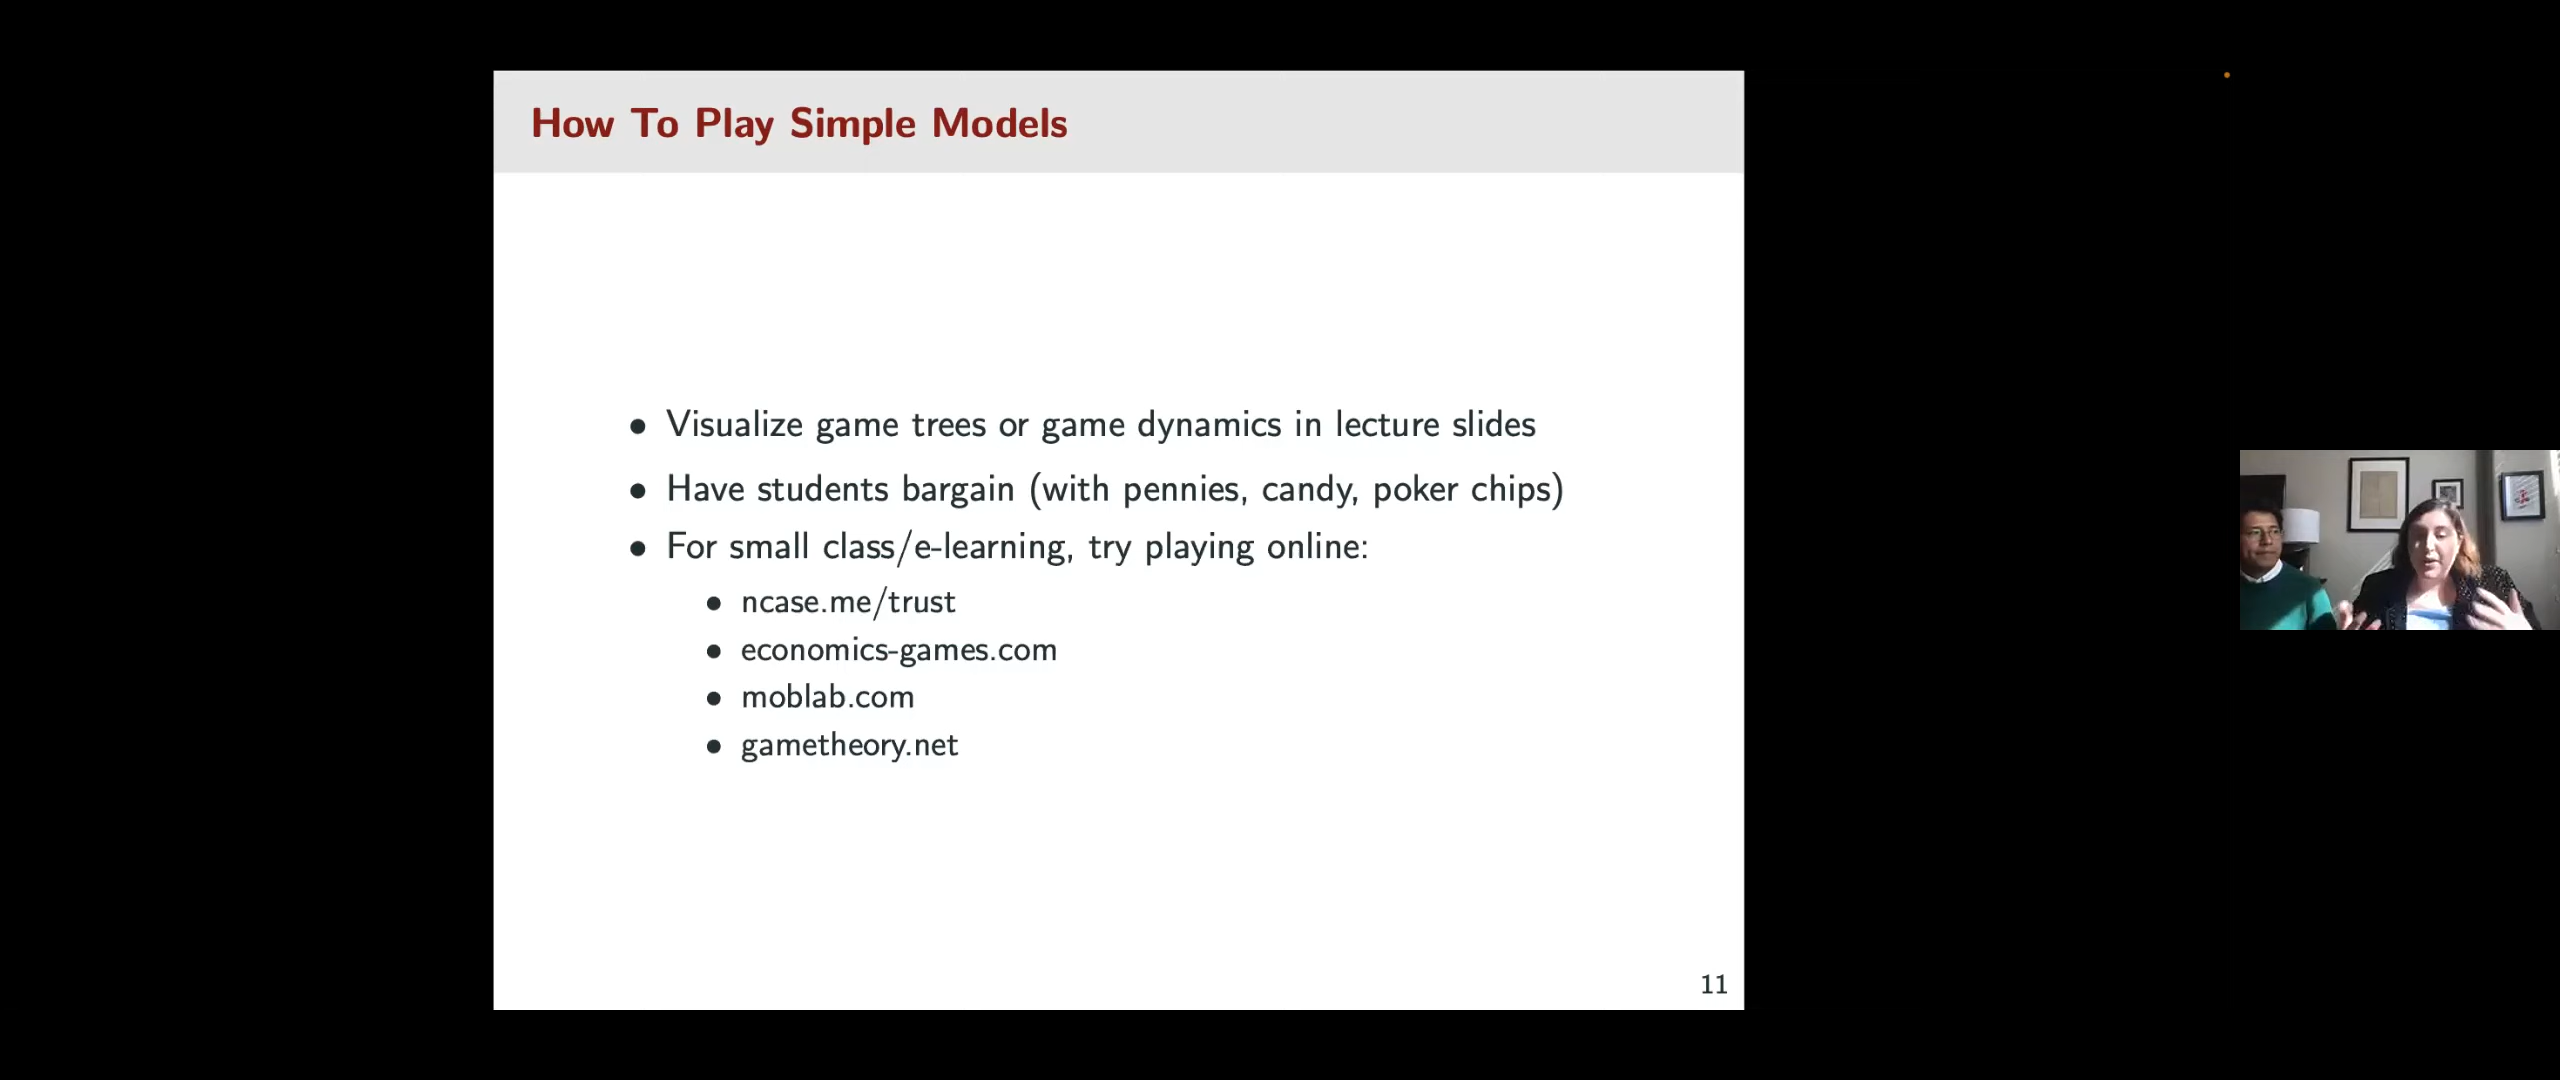 How To Play Simple Models
• Visualize game trees or game dynamics in lecture slides
• Have students bargain (with pennies, candy, poker chips)
• For small class/e-learning, try playing online:
• ncase.me/trust
• economics-games.com
• moblab.com
• gametheory.net
11